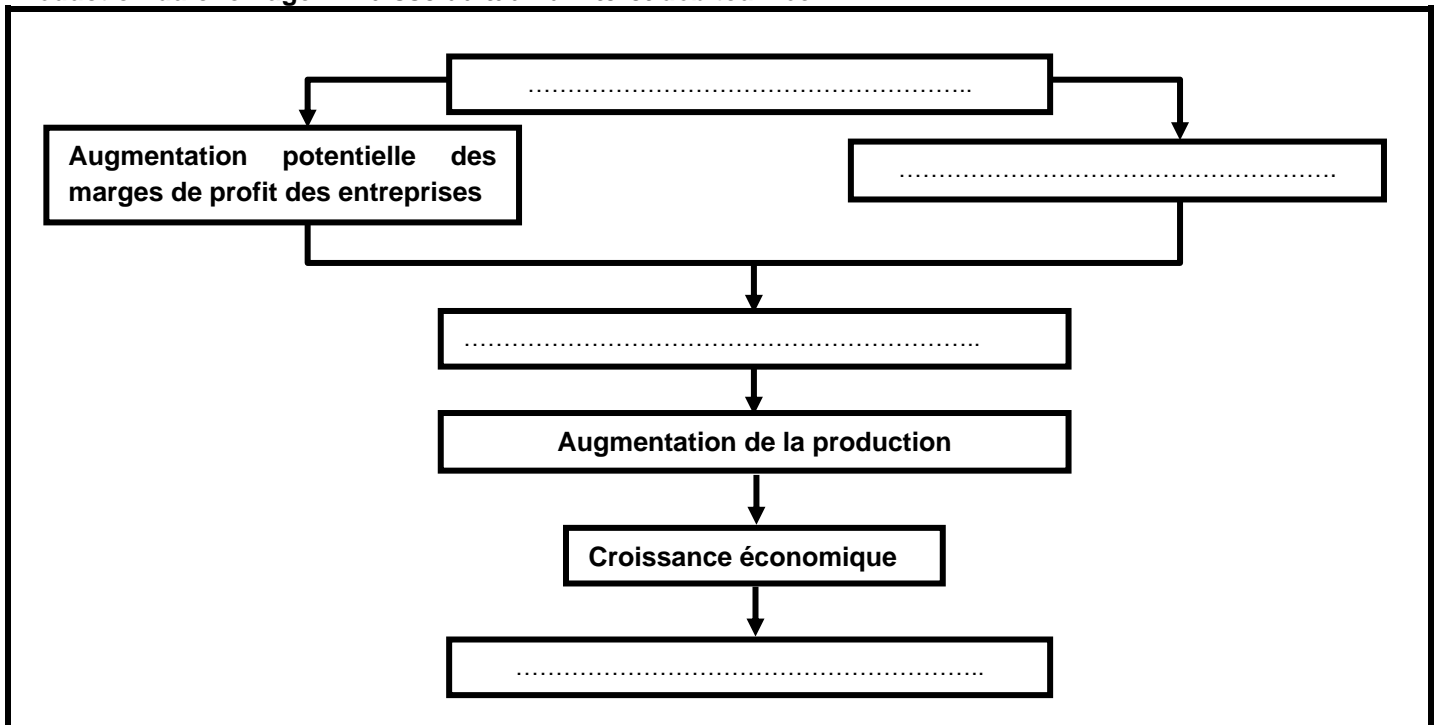 …………………………………………………..
Augmentation potentielle des
marges de profit des entreprises
……………………………………………….
………………………………………………………..
Augmentation de la production
Croissance économique
…………………………………………………..